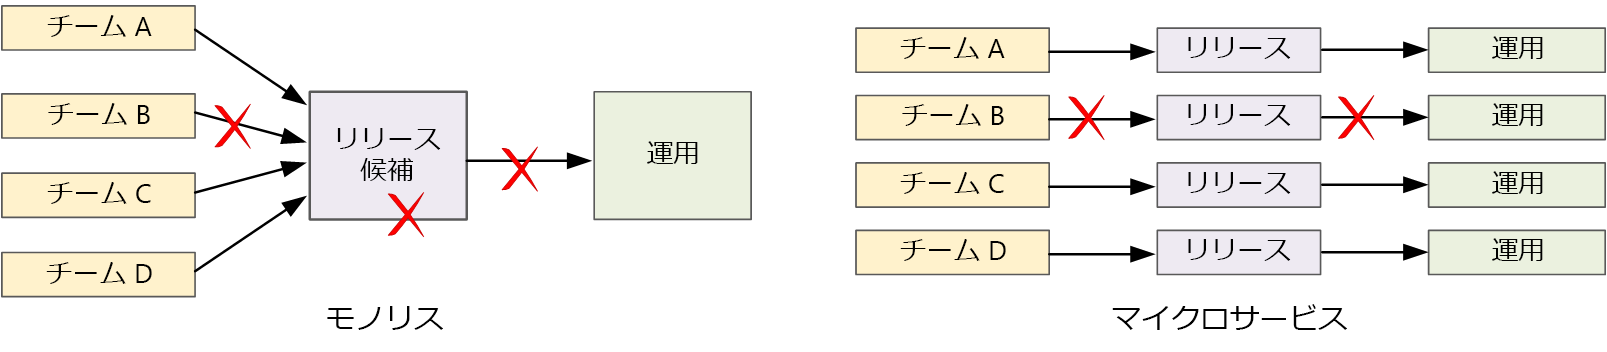 チーム A
チーム B
チーム C
チーム D
リリース
候補
運用
モノリス
チーム A
リリース
運用
チーム B
リリース
運用
チーム C
リリース
運用
チーム D
リリース
運用
マイクロサービス